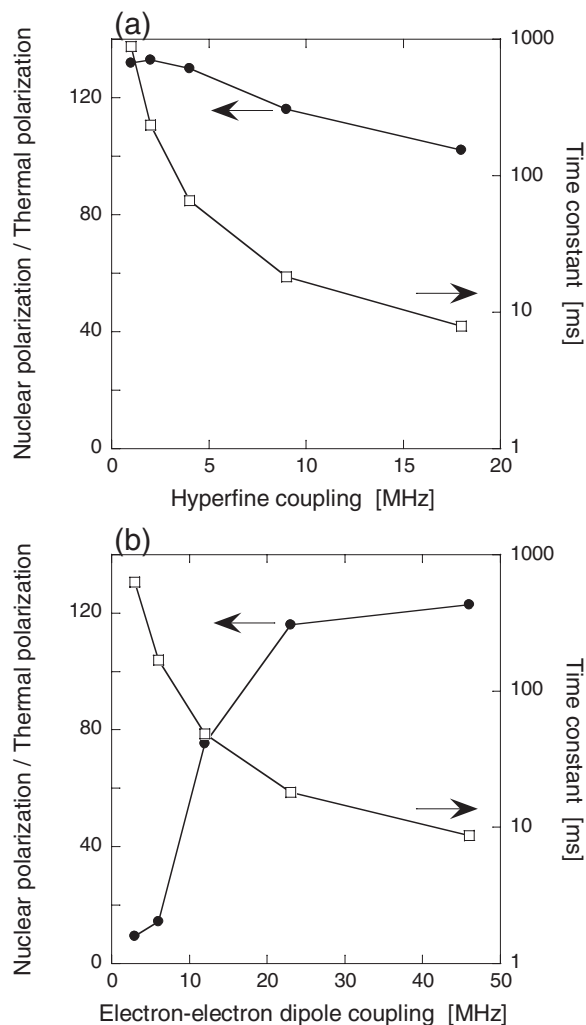 (a)
Nuclear polarization / Thermal polarization
120
80
40
0
1000
100
10
1
Time constant [ms]
0 5 10 15 20
Hyperfine coupling [MHz]
(b)
Nuclear polarization / Thermal polarization
120
80
40
0
1000
100
10
1
Time constant [ms]
0 10 20 30 40 50
Electron-electron dipole coupling [MHz]